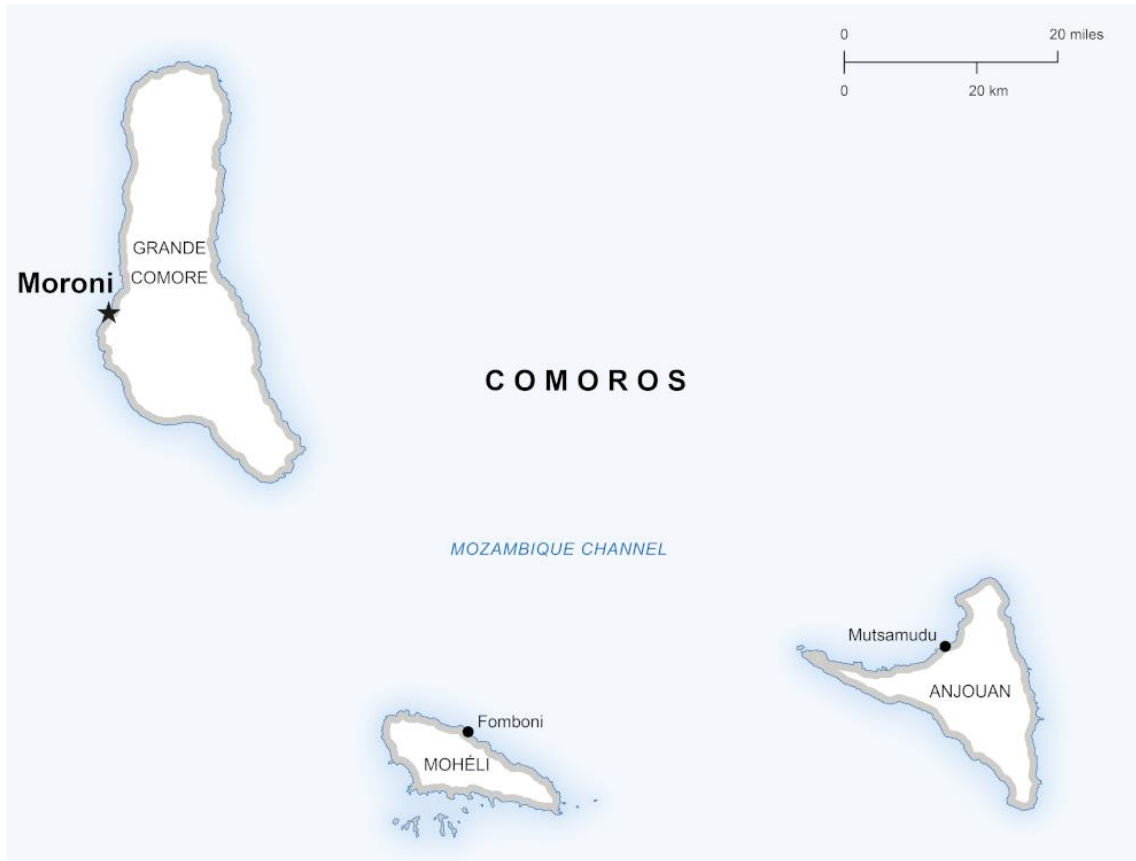 0 20 miles
0 20 km
GRANDE
COMORE
Moroni
COMOROS
MOZAMBIQUE CHANNEL
Mutsamudu
ANJOUAN
Fomboni
MOHÉLI